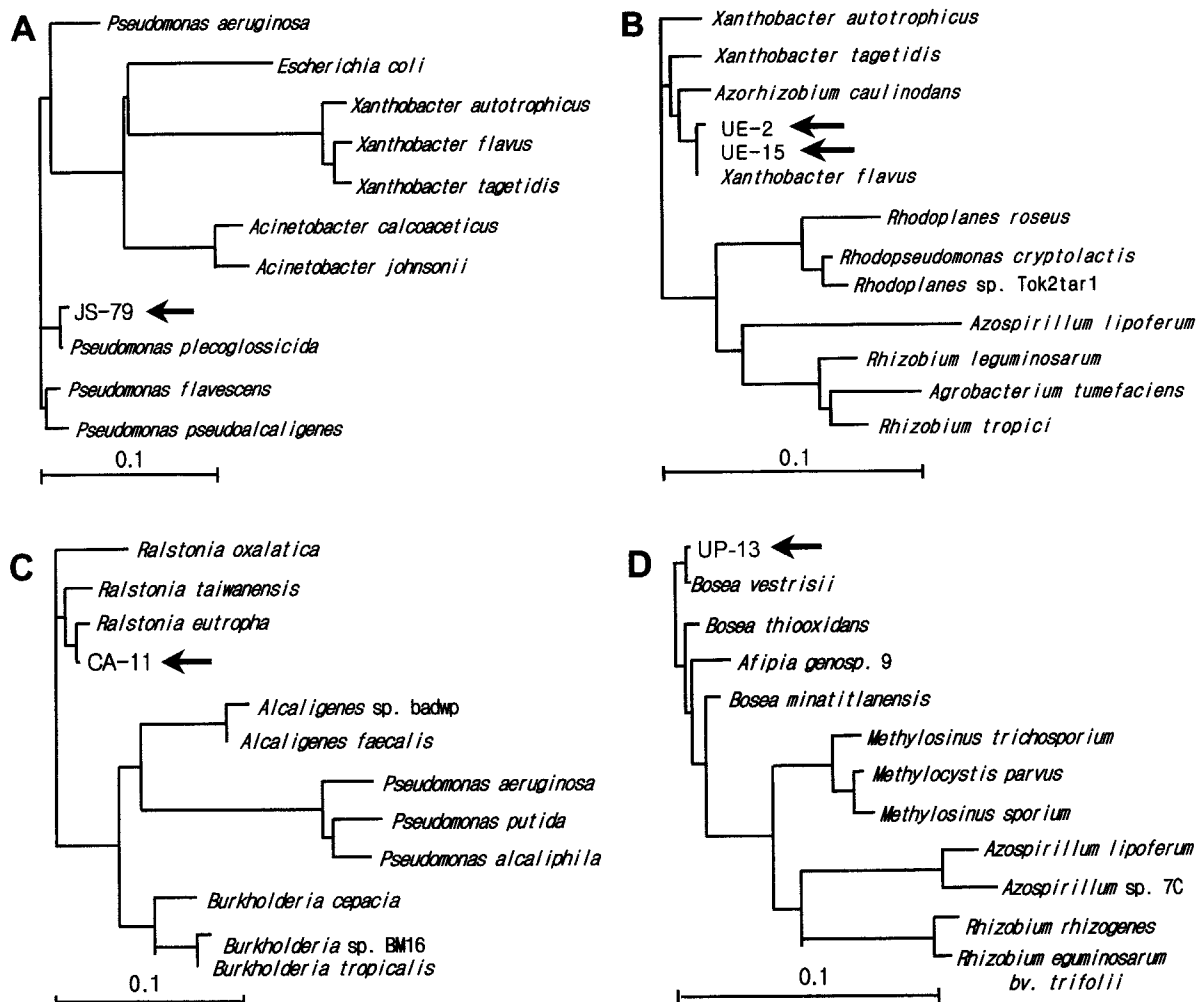 A
Pseudomonas aeruginosa
Escherichia coli
Xanthobacter autotrophicus
Xanthobacter flavus
Xanthobacter tagetidis
Acinetobacter calcoaceticus
Acinetobacter johnsonii
JS-79
Pseudomonas plecoglossicida
Pseudomonas flavescens
Pseudomonas pseudoalcaligenes
0.1
B
Xanthobacter autotrophicus
Xanthobacter tagetidis
Azorhizobium caulinodans
UE-2
UE-15
Xanthobacter flavus
Rhodoplanes roseus
Rhodopseudomonas cryptolactis
Rhodoplanes sp. Tok2tar1
Azospirillum lipoferum
Rhizobium leguminosarum
Agrobacterium tumefaciens
Rhizobium tropici
0.1
C
Ralstonia oxalatica
Ralstonia taiwanensis
Ralstonia eutropha
CA-11
Alcaligenes sp. badwp
Alcaligenes faecalis
Pseudomonas aeruginosa
Pseudomonas putida
Pseudomonas alcaliphila
Burkholderia cepacia
Burkholderia sp. BM16
Burkholderia tropicalis
0.1
D
UP-13
Bosea vestrisii
Bosea thiooxidans
Afipia genosp. 9
Bosea minatitlanensis
Methylosinus trichosporium
Methylocystis parvus
Methylosinus sporium
Azospirillum lipoferum
Azospirillum sp. 7C
Rhizobium rhizogenes
Rhizobium eguminosarum
bv. trifolii
0.1